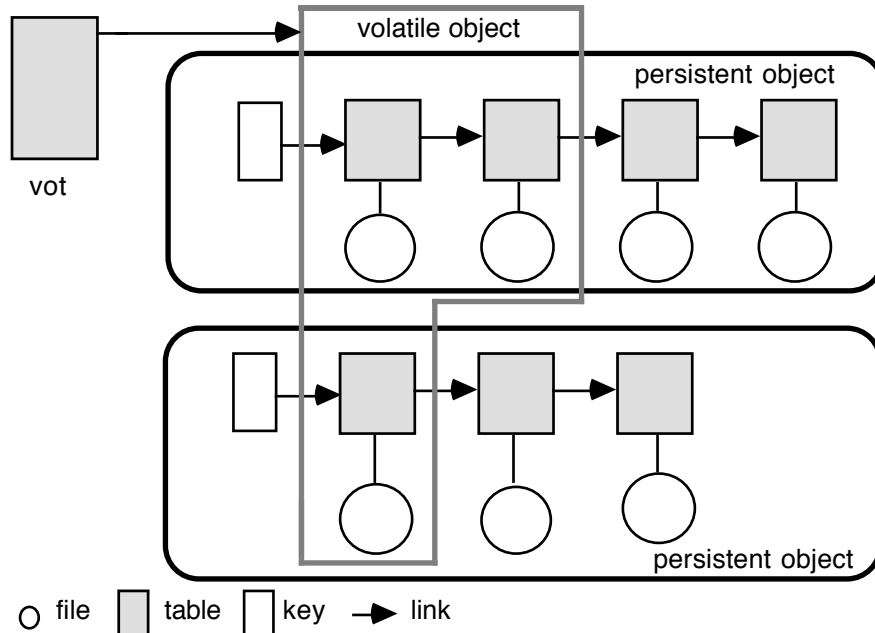 volatile object
persistent object
vot
persistent object
file table key link